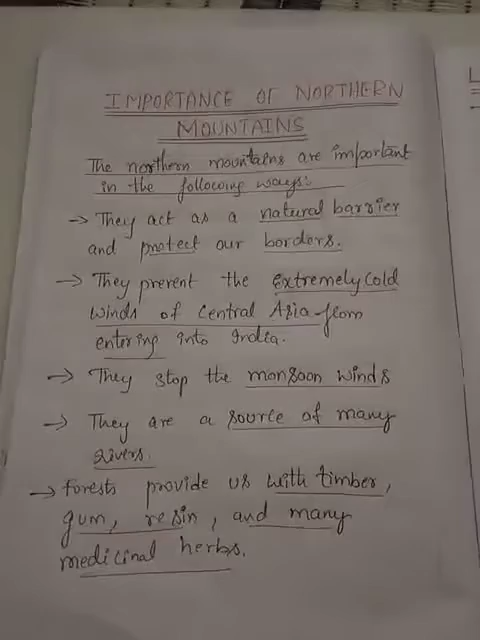 IMPORTANCE OF NORTHERN
MOUNTAINS
The northern mountains are important
in the following ways:
→ They act as a natural barrier
and protect our borders.
→ They prevent the extremely cold
winds of Central Asia from
entering into India.
→ They stop the monsoon winds
→ They are a source of many
rivers.
→ Forests provide us with timber,
gum, resin, and many
medicinal herbs.